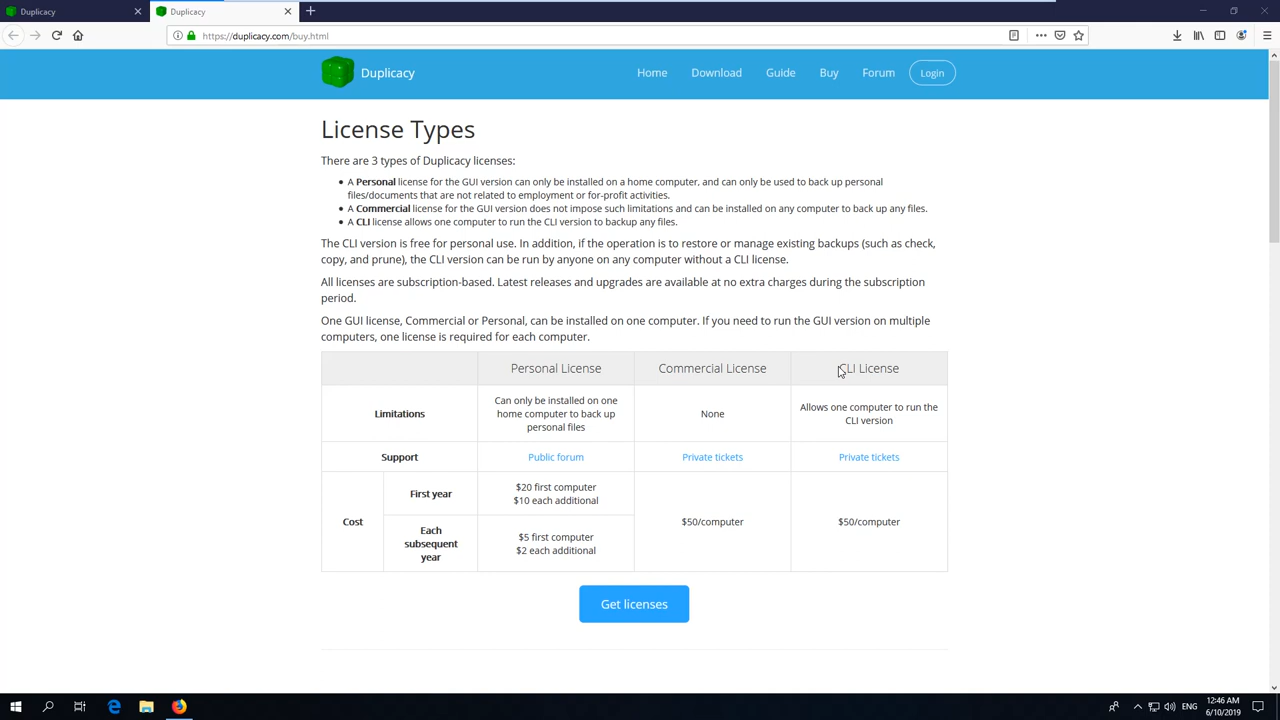 Duplicacy
Duplicacy
https://duplicacy.com/buy.html
Duplicacy
Home
Download
Guide
Buy
Forum
Login
License Types
There are 3 types of Duplicacy licenses:
A Personal license for the GUI version can only be installed on a home computer, and can only be used to back up personal
files/documents that are not related to employment or for-profit activities.
A Commercial license for the GUI version does not impose such limitations and can be installed on any computer to back up any files.
A CLI license allows one computer to run the CLI version to backup any files.
The CLI version is free for personal use. In addition, if the operation is to restore or manage existing backups (such as check,
copy, and prune), the CLI version can be run by anyone on any computer without a CLI license.
All licenses are subscription-based. Latest releases and upgrades are available at no extra charges during the subscription
period.
One GUI license, Commercial or Personal, can be installed on one computer. If you need to run the GUI version on multiple
computers, one license is required for each computer.
Personal License
Commercial License
CLI License
Limitations
Can only be installed on one
home computer to back up
personal files
None
Allows one computer to run the
CLI version
Support
Public forum
Private tickets
Private tickets
Cost
First year
$20 first computer
$10 each additional
$50/computer
$50/computer
Each
subsequent
year
$5 first computer
$2 each additional
Get licenses
ENG
12:46 AM
6/10/2019